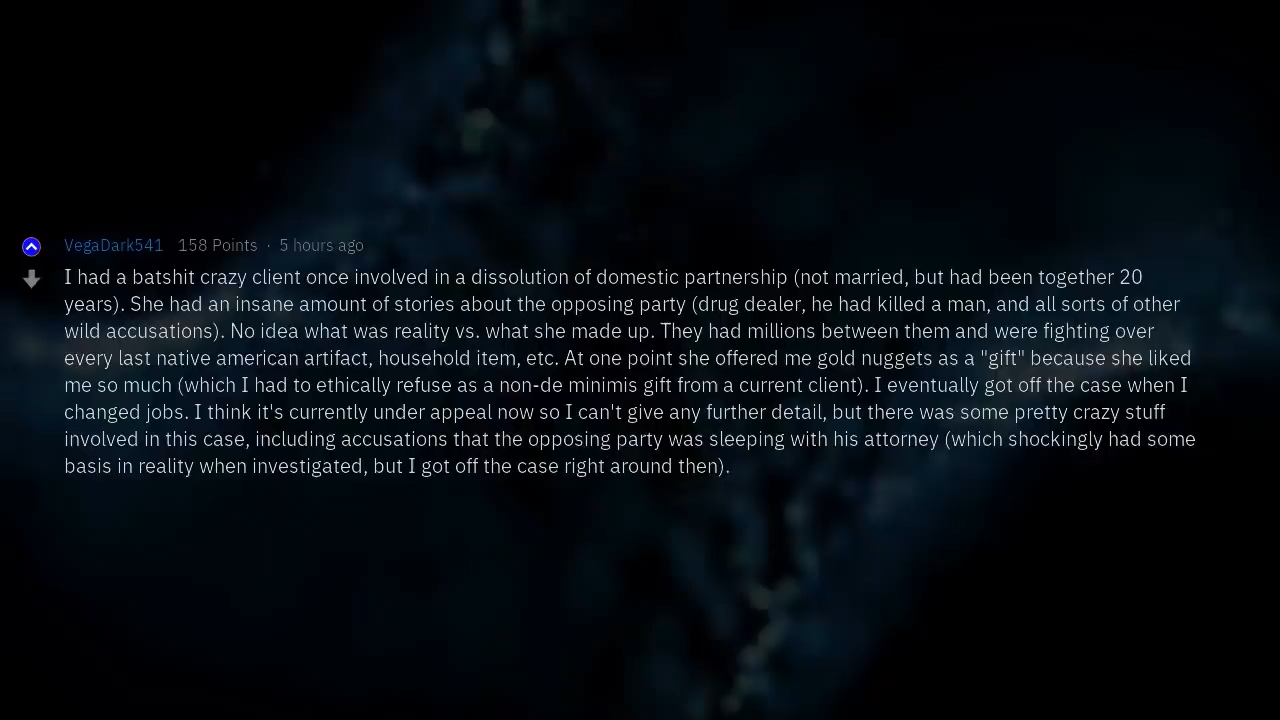 VegaDark541 158 Points · 5 hours ago
I had a batshit crazy client once involved in a dissolution of domestic partnership (not married, but had been together 20
years). She had an insane amount of stories about the opposing party (drug dealer, he had killed a man, and all sorts of other
wild accusations). No idea what was reality vs. what she made up. They had millions between them and were fighting over
every last native american artifact, household item, etc. At one point she offered me gold nuggets as a "gift" because she liked
me so much (which I had to ethically refuse as a non-de minimis gift from a current client). I eventually got off the case when I
changed jobs. I think it's currently under appeal now so I can't give any further detail, but there was some pretty crazy stuff
involved in this case, including accusations that the opposing party was sleeping with his attorney (which shockingly had some
basis in reality when investigated, but I got off the case right around then).